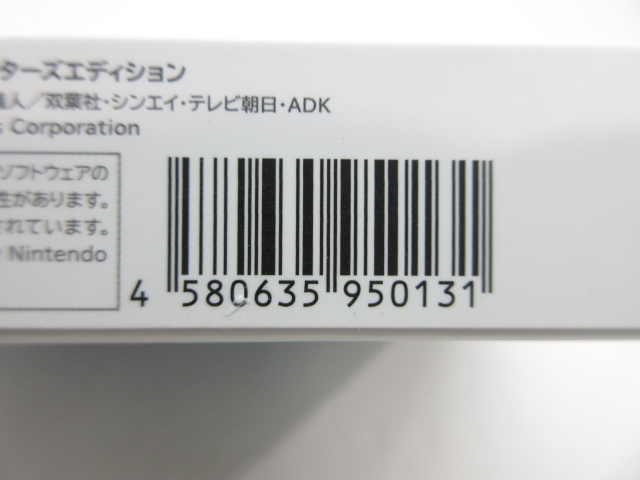 ターズエディション
人／双葉社・シンエイ・テレビ朝日・ADK
s Corporation
ソフトウェアの
性があります。
されています。
Nintendo
4 580635 950131